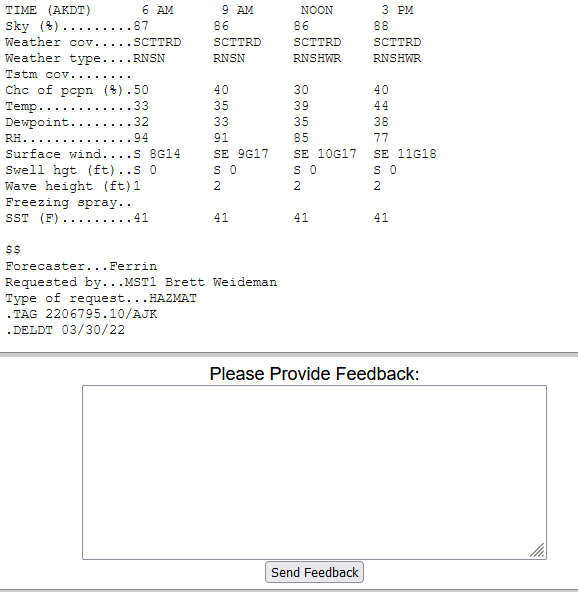 TIME (AKDT)      6 AM      9 AM      NOON      3 PM
Sky (%).........87        86        86        88
Weather cov.....SCTTRD    SCTTRD    SCTTRD    SCTTRD
Weather type....RNSN      RNSN      RNSHWR    RNSHWR
Tstm cov........
Chc of pcpn (%).50        40        30        40
Temp............33        35        39        44
Dewpoint........32        33        35        38
RH..............94        91        85        77
Surface wind....S 8G14    SE 9G17   SE 10G17  SE 11G18
Swell hgt (ft)..S 0       S 0       S 0       S 0
Wave height (ft)1         2         2         2
Freezing spray..
SST (F).........41        41        41        41
$$
Forecaster...Ferrin
Requested by...MST1 Brett Weideman
Type of request...HAZMAT
.TAG 2206795.10/AJK
.DELDT 03/30/22
Please Provide Feedback:
Send Feedback